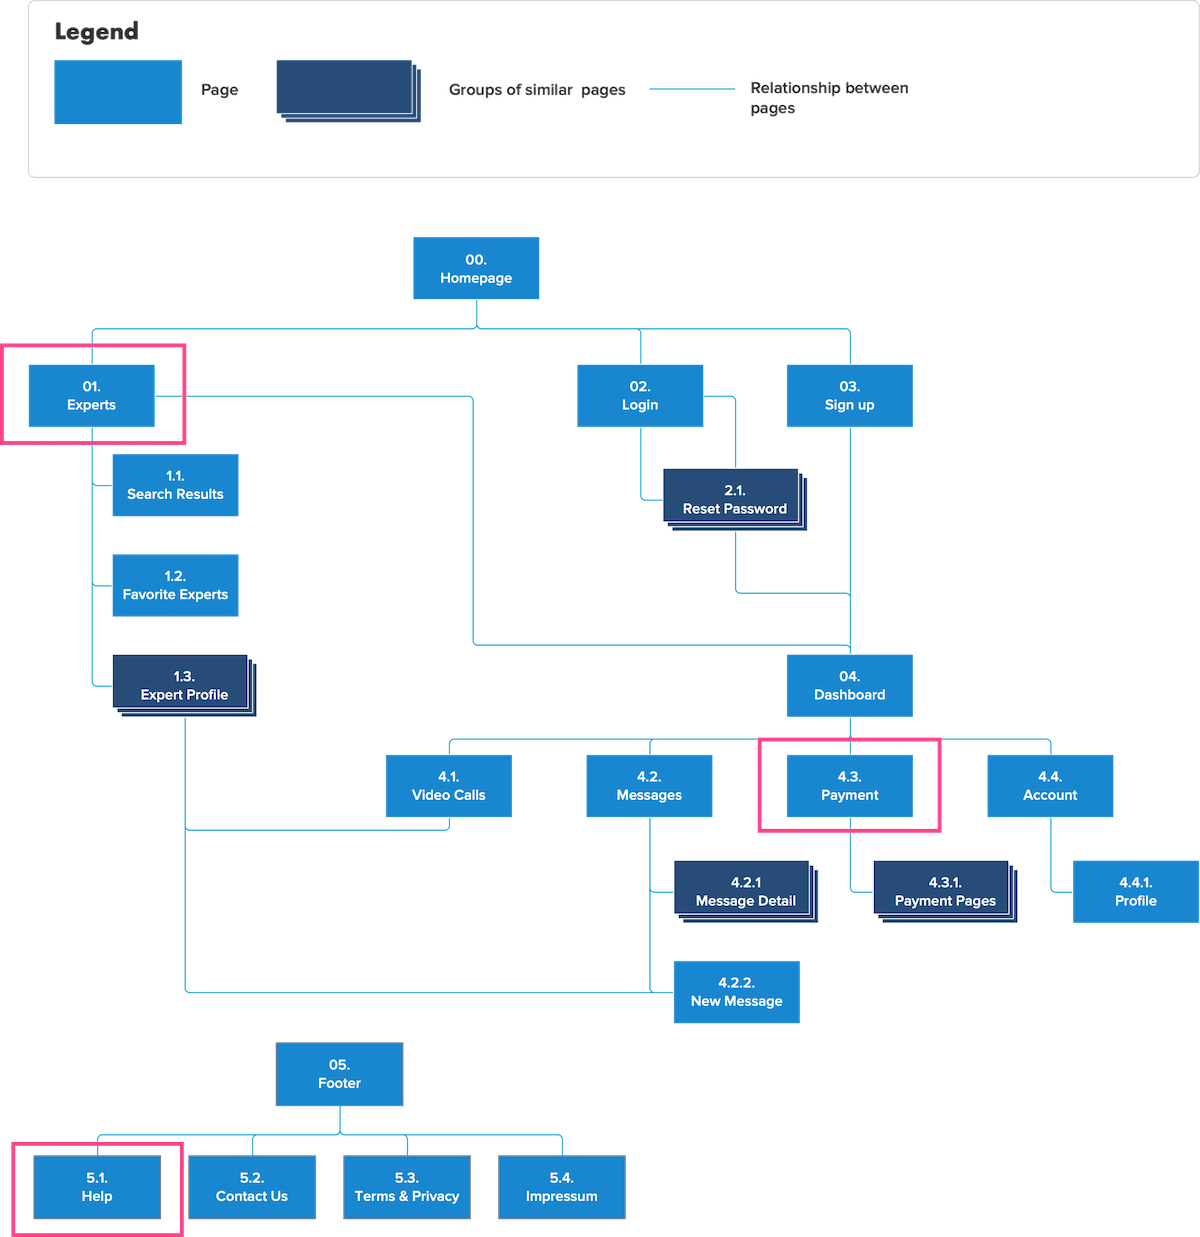 Legend
Page
Groups of similar pages
Relationship between
pages
00.
Homepage
01.
Experts
02.
Login
03.
Sign up
1.1.
Search Results
2.1.
Reset Password
1.2.
Favorite Experts
1.3.
Expert Profile
04.
Dashboard
4.1.
Video Calls
4.2.
Messages
4.3.
Payment
4.4.
Account
4.2.1
Message Detail
4.3.1.
Payment Pages
4.4.1.
Profile
4.2.2.
New Message
05.
Footer
5.1.
Help
5.2.
Contact Us
5.3.
Terms & Privacy
5.4.
Impressum